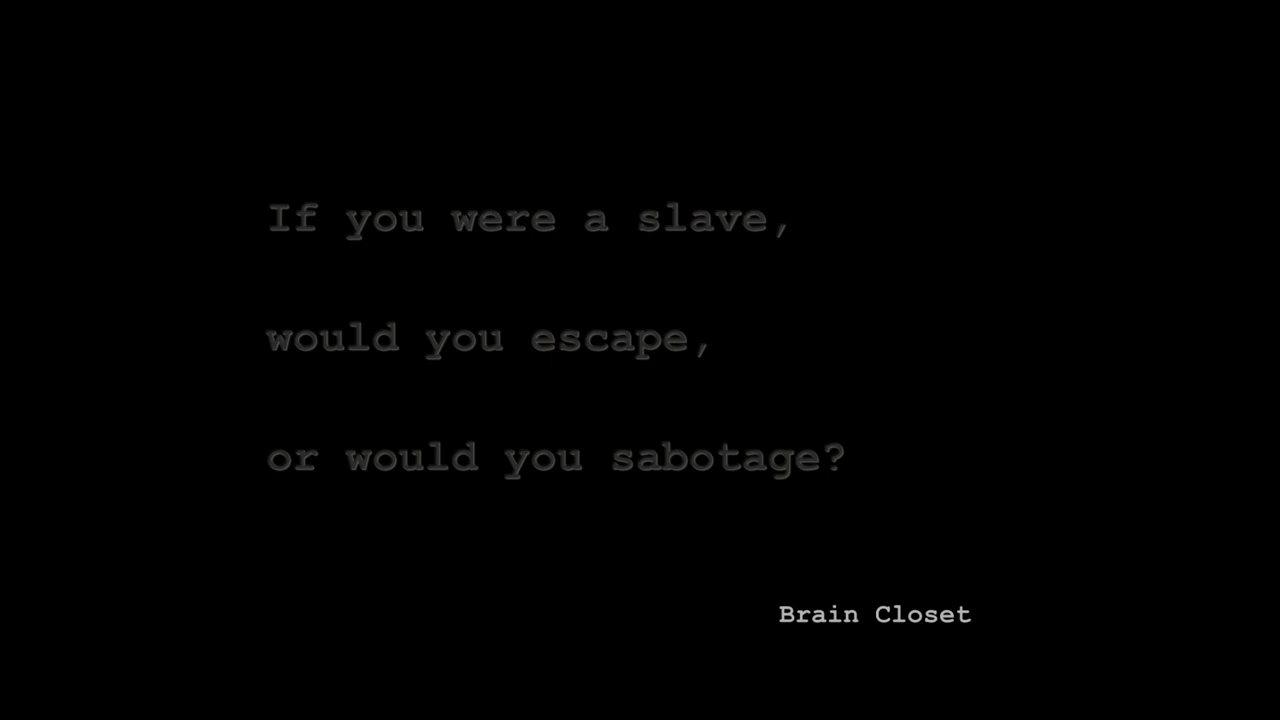 If you were a slave,
would you escape,
or would you sabotage?
Brain Closet